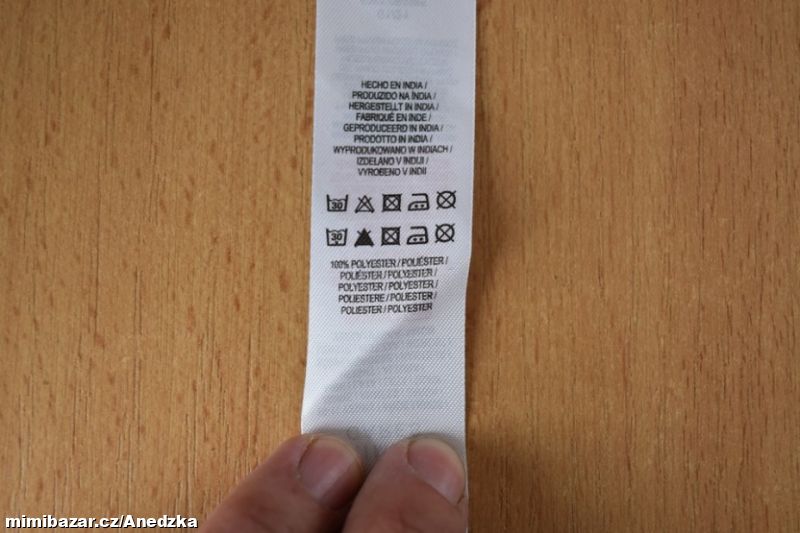 HECHO EN INDIA /
PRODUZIDO NA ÍNDIA /
HERGESTELLT IN INDIA /
FABRIQUÉ EN INDE /
GEPRODUCEERD IN INDIA /
PRODOTTO IN INDIA /
WYPRODUKOWANO W INDIACH /
IZDELANO V INDIJI /
VYROBENO V INDII
30
30
100% POLYESTER / POLIÉSTER /
POLIÉSTER / POLYESTER /
POLYESTER / POLYESTER /
POLIESTERE / POLIESTER /
POLIESTER / POLYESTER
mimibazar.cz/Anedzka